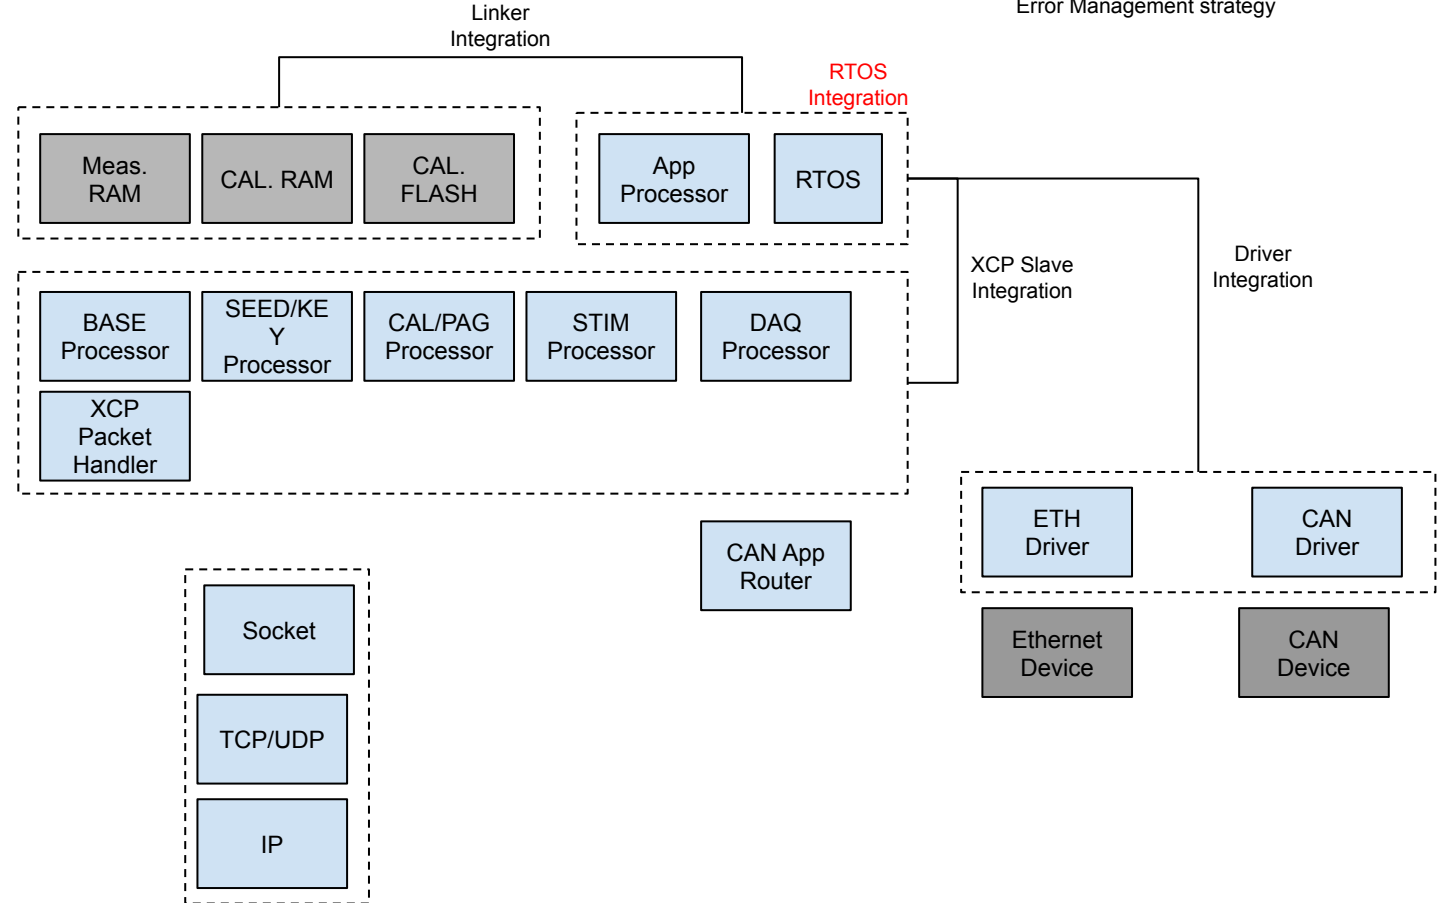 Error Management strategy
Linker
Integration
RTOS
Integration
Meas.
RAM
CAL. RAM
CAL.
FLASH
App
Processor
RTOS
XCP Slave
Integration
Driver
Integration
BASE
Processor
SEED/KE
Y
Processor
CAL/PAG
Processor
STIM
Processor
DAQ
Processor
XCP
Packet
Handler
ETH
Driver
CAN
Driver
CAN App
Router
Socket
Ethernet
Device
CAN
Device
TCP/UDP
IP